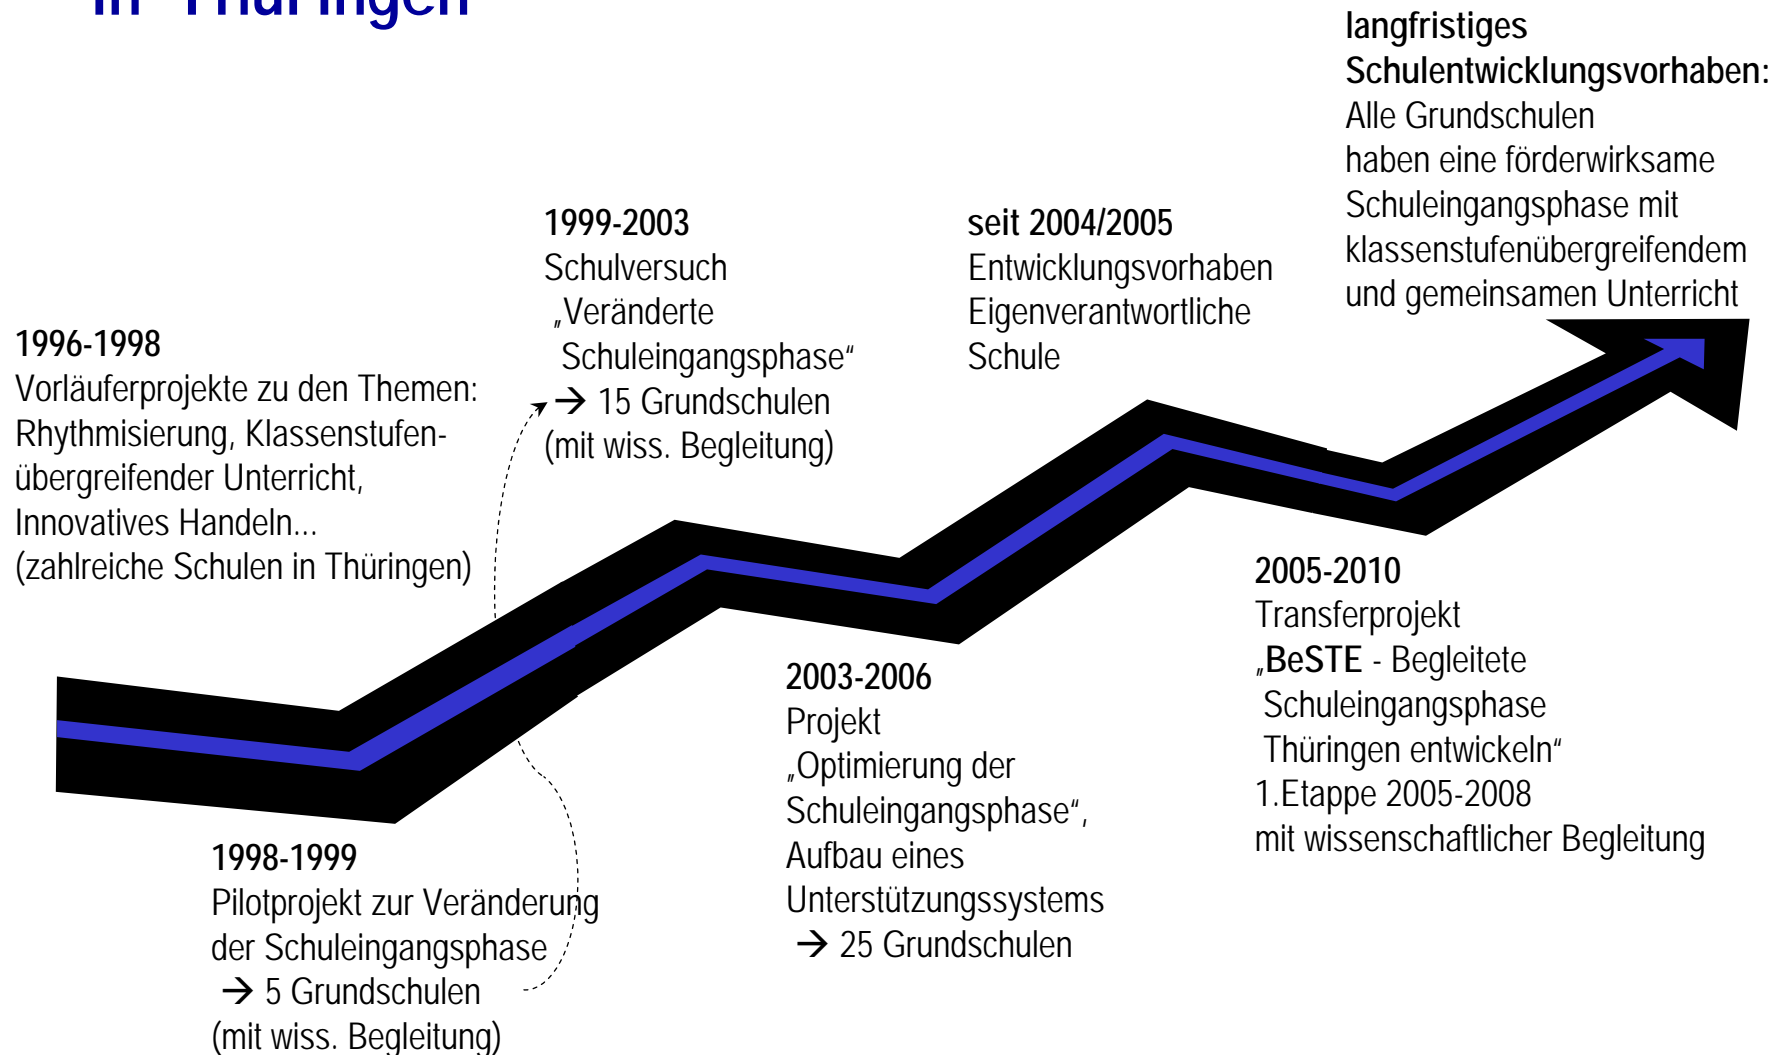 in Thüringen
1996-1998
Vorläuferprojekte zu den Themen:
Rhythmisierung, Klassenstufen-
übergreifender Unterricht,
Innovatives Handeln...
(zahlreiche Schulen in Thüringen)
1998-1999
Pilotprojekt zur Veränderung
der Schuleingangsphase
→ 5 Grundschulen
(mit wiss. Begleitung)
1999-2003
Schulversuch
„Veränderte
Schuleingangsphase“
→ 15 Grundschulen
(mit wiss. Begleitung)
2003-2006
Projekt
„Optimierung der
Schuleingangsphase“,
Aufbau eines
Unterstützungssystems
→ 25 Grundschulen
seit 2004/2005
Entwicklungsvorhaben
Eigenverantwortliche
Schule
2005-2010
Transferprojekt
„BeSTE - Begleitete
Schuleingangsphase
Thüringen entwickeln“
1.Etappe 2005-2008
mit wissenschaftlicher Begleitung
langfristiges
Schulentwicklungsvorhaben:
Alle Grundschulen
haben eine förderwirksame
Schuleingangsphase mit
klassenstufenübergreifendem
und gemeinsamen Unterricht